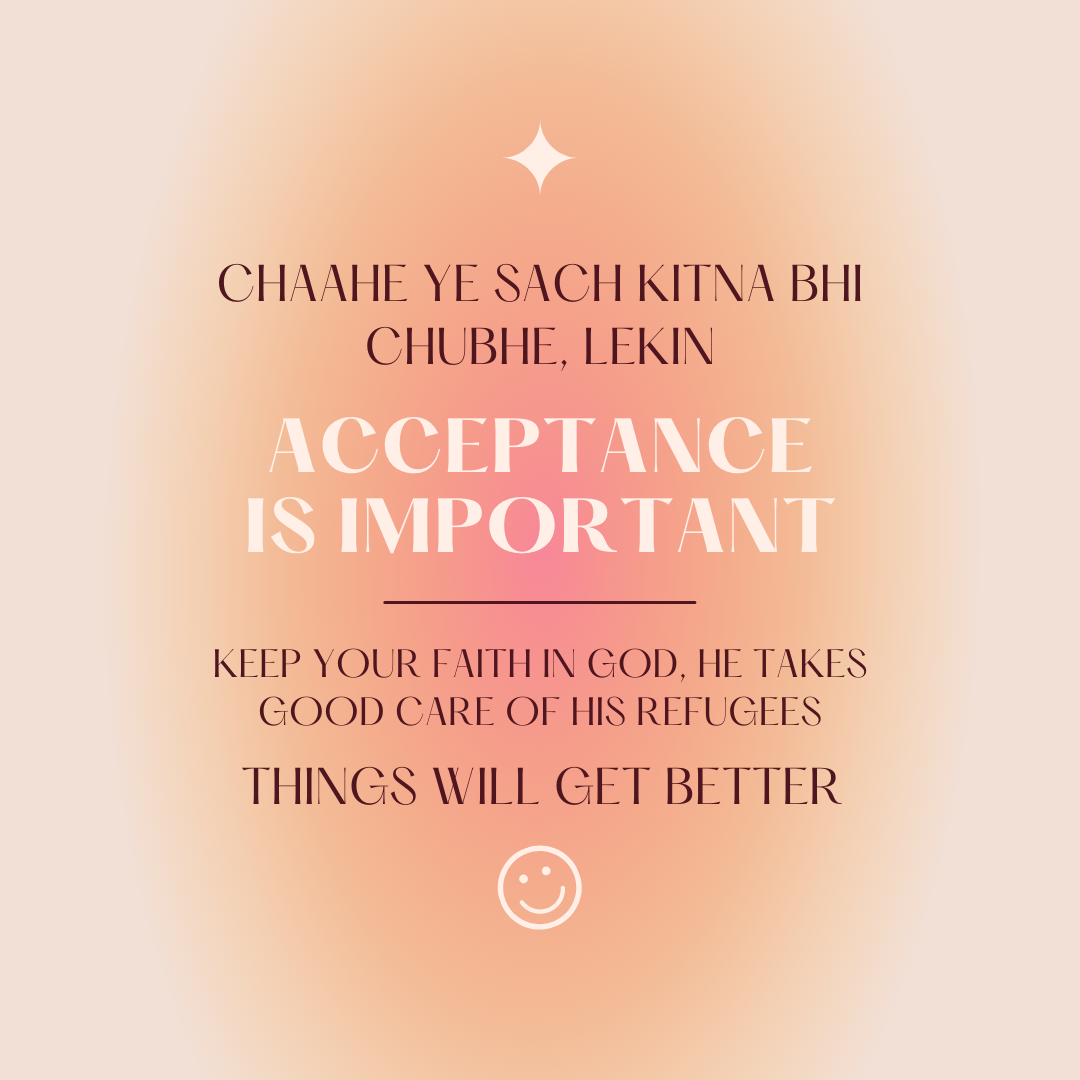 CHAAHE YE SACH KITNA BHI
CHUBHE, LEKIN
ACCEPTANCE
IS IMPORTANT
KEEP YOUR FAITH IN GOD, HE TAKES
GOOD CARE OF HIS REFUGEES
THINGS WILL GET BETTER